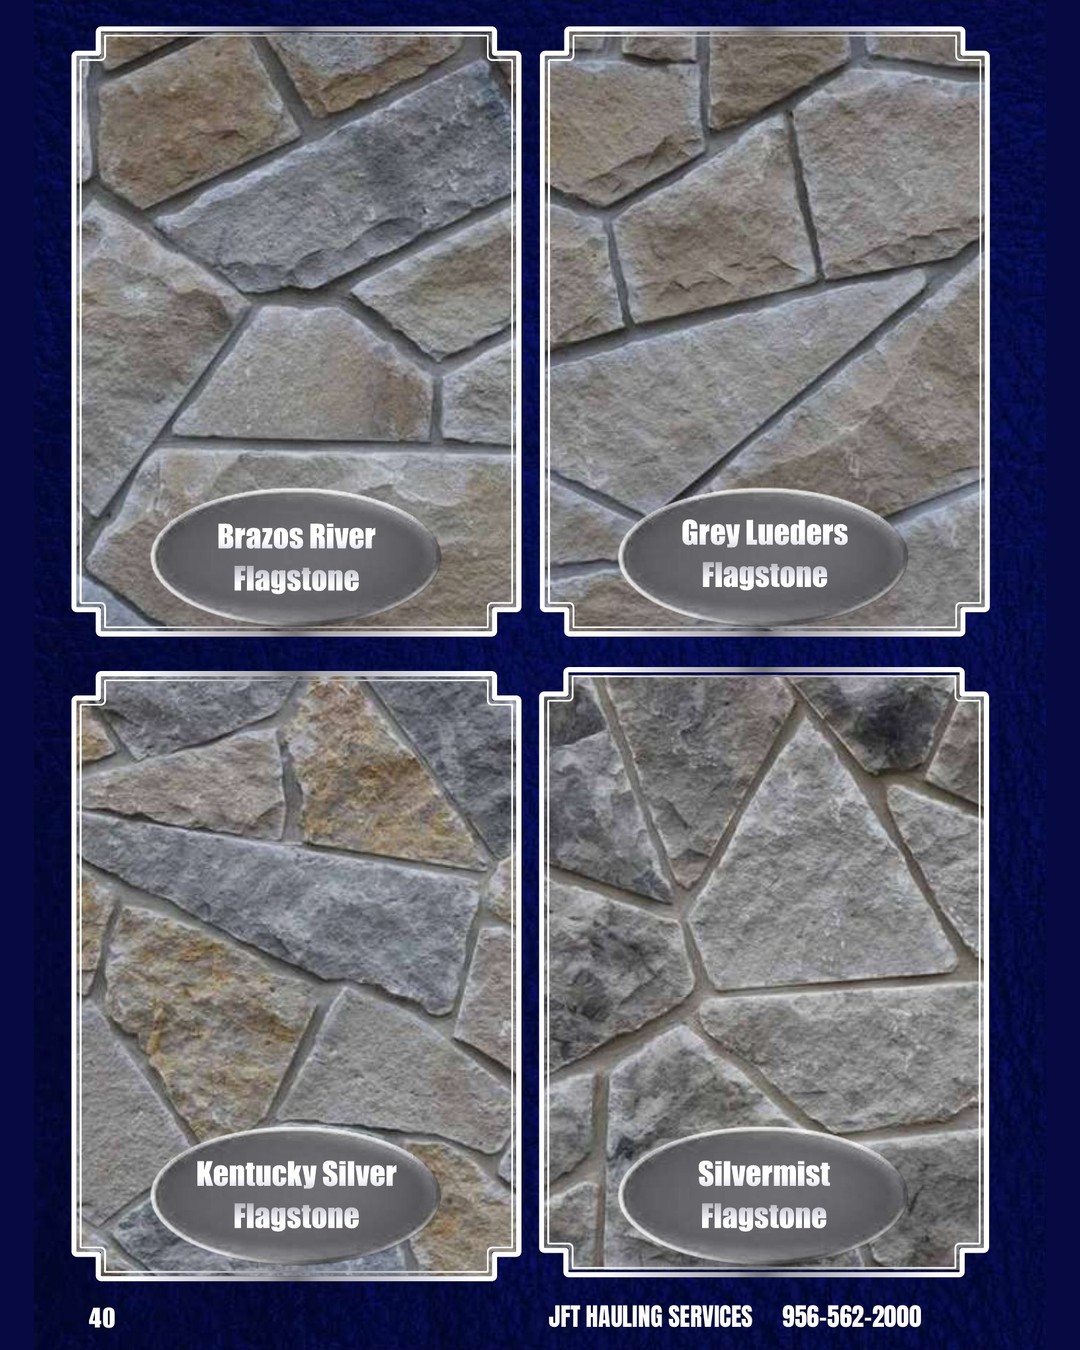 Brazos River
Flagstone
Grey Lueders
Flagstone
Kentucky Silver
Flagstone
Silvermist
Flagstone
40
JFT HAULING SERVICES 956-562-2000